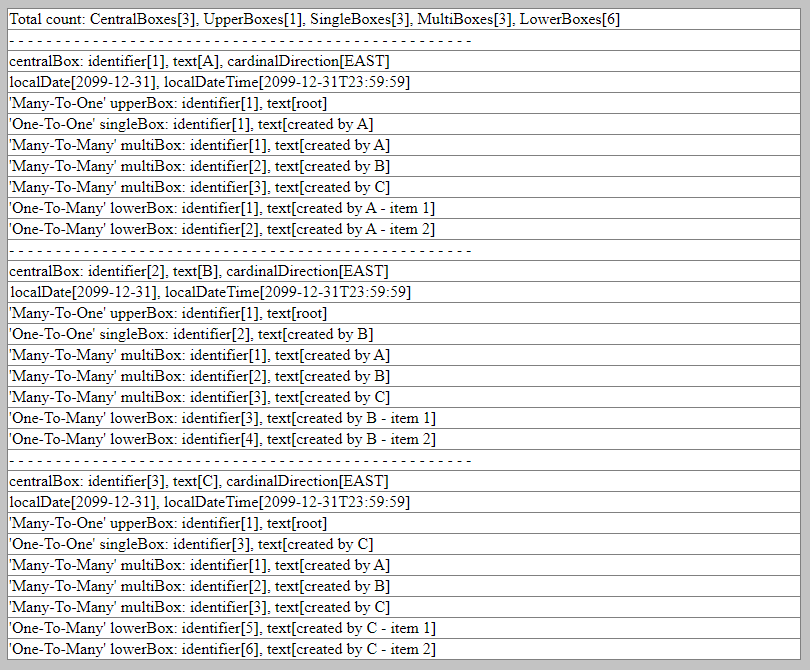 Total count: CentralBoxes[3], UpperBoxes[1], SingleBoxes[3], MultiBoxes[3], LowerBoxes[6]
- - - - - - - - - - - - - - - - - - - - - - - - - - - - - - - - - - - - - - - - - - - - - - - - - -
centralBox: identifier[1], text[A], cardinalDirection[EAST]
localDate[2099-12-31], localDateTime[2099-12-31T23:59:59]
'Many-To-One' upperBox: identifier[1], text[root]
'One-To-One' singleBox: identifier[1], text[created by A]
'Many-To-Many' multiBox: identifier[1], text[created by A]
'Many-To-Many' multiBox: identifier[2], text[created by B]
'Many-To-Many' multiBox: identifier[3], text[created by C]
'One-To-Many' lowerBox: identifier[1], text[created by A - item 1]
'One-To-Many' lowerBox: identifier[2], text[created by A - item 2]
- - - - - - - - - - - - - - - - - - - - - - - - - - - - - - - - - - - - - - - - - - - - - - - - - -
centralBox: identifier[2], text[B], cardinalDirection[EAST]
localDate[2099-12-31], localDateTime[2099-12-31T23:59:59]
'Many-To-One' upperBox: identifier[1], text[root]
'One-To-One' singleBox: identifier[2], text[created by B]
'Many-To-Many' multiBox: identifier[1], text[created by A]
'Many-To-Many' multiBox: identifier[2], text[created by B]
'Many-To-Many' multiBox: identifier[3], text[created by C]
'One-To-Many' lowerBox: identifier[3], text[created by B - item 1]
'One-To-Many' lowerBox: identifier[4], text[created by B - item 2]
- - - - - - - - - - - - - - - - - - - - - - - - - - - - - - - - - - - - - - - - - - - - - - - - - -
centralBox: identifier[3], text[C], cardinalDirection[EAST]
localDate[2099-12-31], localDateTime[2099-12-31T23:59:59]
'Many-To-One' upperBox: identifier[1], text[root]
'One-To-One' singleBox: identifier[3], text[created by C]
'Many-To-Many' multiBox: identifier[1], text[created by A]
'Many-To-Many' multiBox: identifier[2], text[created by B]
'Many-To-Many' multiBox: identifier[3], text[created by C]
'One-To-Many' lowerBox: identifier[5], text[created by C - item 1]
'One-To-Many' lowerBox: identifier[6], text[created by C - item 2]